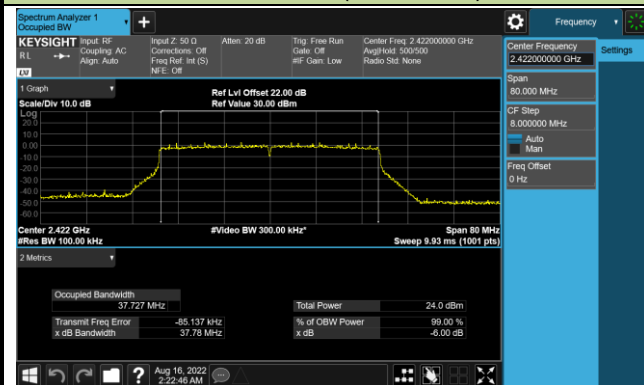 Spectrum Analyzer 1
Occupied BW
+
Frequency
KEYSIGHT
RL
LXI
Input: RF
Coupling: AC
Align: Auto
Input Z: 50 Ω
Corrections: Off
Freq Ref: Int (S)
NFE: Off
Atten: 20 dB
Trig: Free Run
Gate: Off
#IF Gain: Low
Center Freq: 2.422000000 GHz
Avg|Hold: 500/500
Radio Std: None
Center Frequency
2.422000000 GHz
Settings
Span
80.000 MHz
CF Step
8.000000 MHz
Auto
Man
Freq Offset
0 Hz
1 Graph
Scale/Div 10.0 dB
Ref Lvl Offset 22.00 dB
Ref Value 30.00 dBm
Log
20.0
10.0
0.00
-10.0
-20.0
-30.0
-40.0
-50.0
-60.0
Center 2.422 GHz
#Res BW 100.00 kHz
#Video BW 300.00 kHz*
Span 80 MHz
Sweep 9.93 ms (1001 pts)
2 Metrics
Occupied Bandwidth
37.727 MHz
Total Power 24.0 dBm
Transmit Freq Error -85.137 kHz
% of OBW Power 99.00 %
x dB Bandwidth 37.78 MHz
x dB -6.00 dB
?
Aug 16, 2022
2:22:46 AM